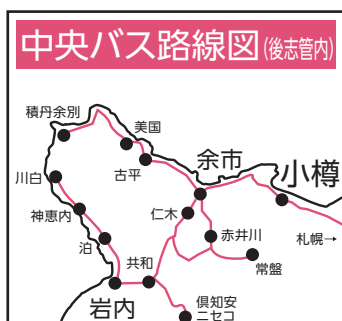 中央バス路線図(後志管内)
積丹余別
美国
古平
余市
小樽
川白
神恵内
仁木
赤井川
札幌→
泊
常盤
共和
岩内
倶知安
ニセコ